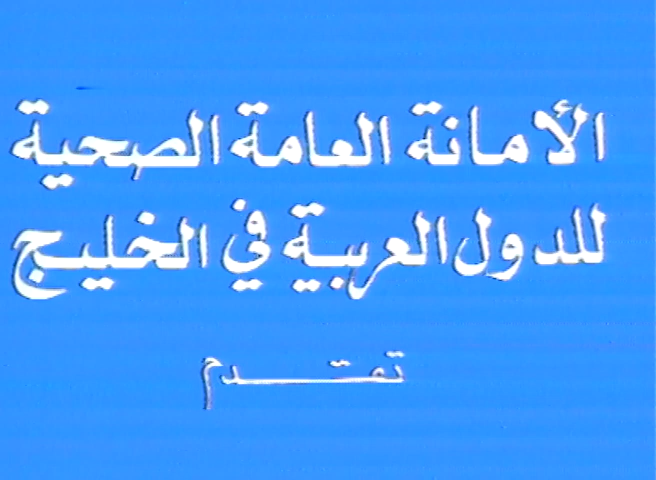 الأمانة العامة الصحية
للدول العربية في الخليج
تقدم